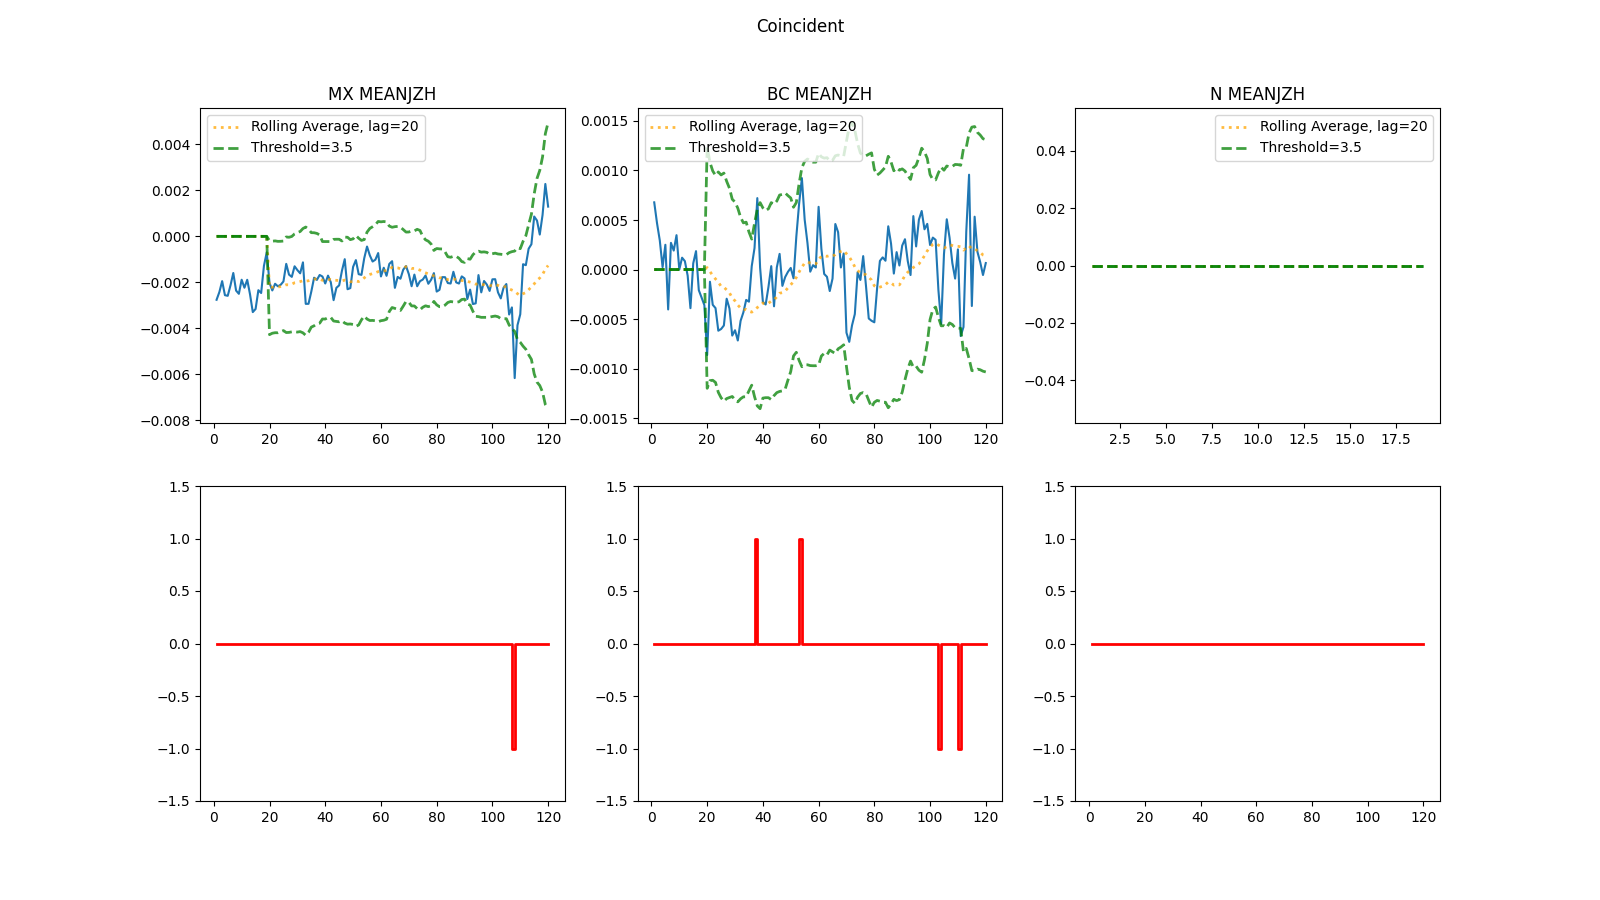 Coincident
MX MEANJZH
BC MEANJZH
N MEANJZH
Rolling Average, lag=20
Threshold=3.5
Rolling Average, lag=20
Threshold=3.5
Rolling Average, lag=20
Threshold=3.5
0.004
0.002
0.000
−0.002
−0.004
−0.006
−0.008
0 20 40 60 80 100 120
0.0015
0.0010
0.0005
0.0000
−0.0005
−0.0010
−0.0015
0 20 40 60 80 100 120
0.04
0.02
0.00
−0.02
−0.04
2.5 5.0 7.5 10.0 12.5 15.0 17.5
1.5
1.0
0.5
0.0
−0.5
−1.0
−1.5
0 20 40 60 80 100 120
1.5
1.0
0.5
0.0
−0.5
−1.0
−1.5
0 20 40 60 80 100 120
1.5
1.0
0.5
0.0
−0.5
−1.0
−1.5
0 20 40 60 80 100 120